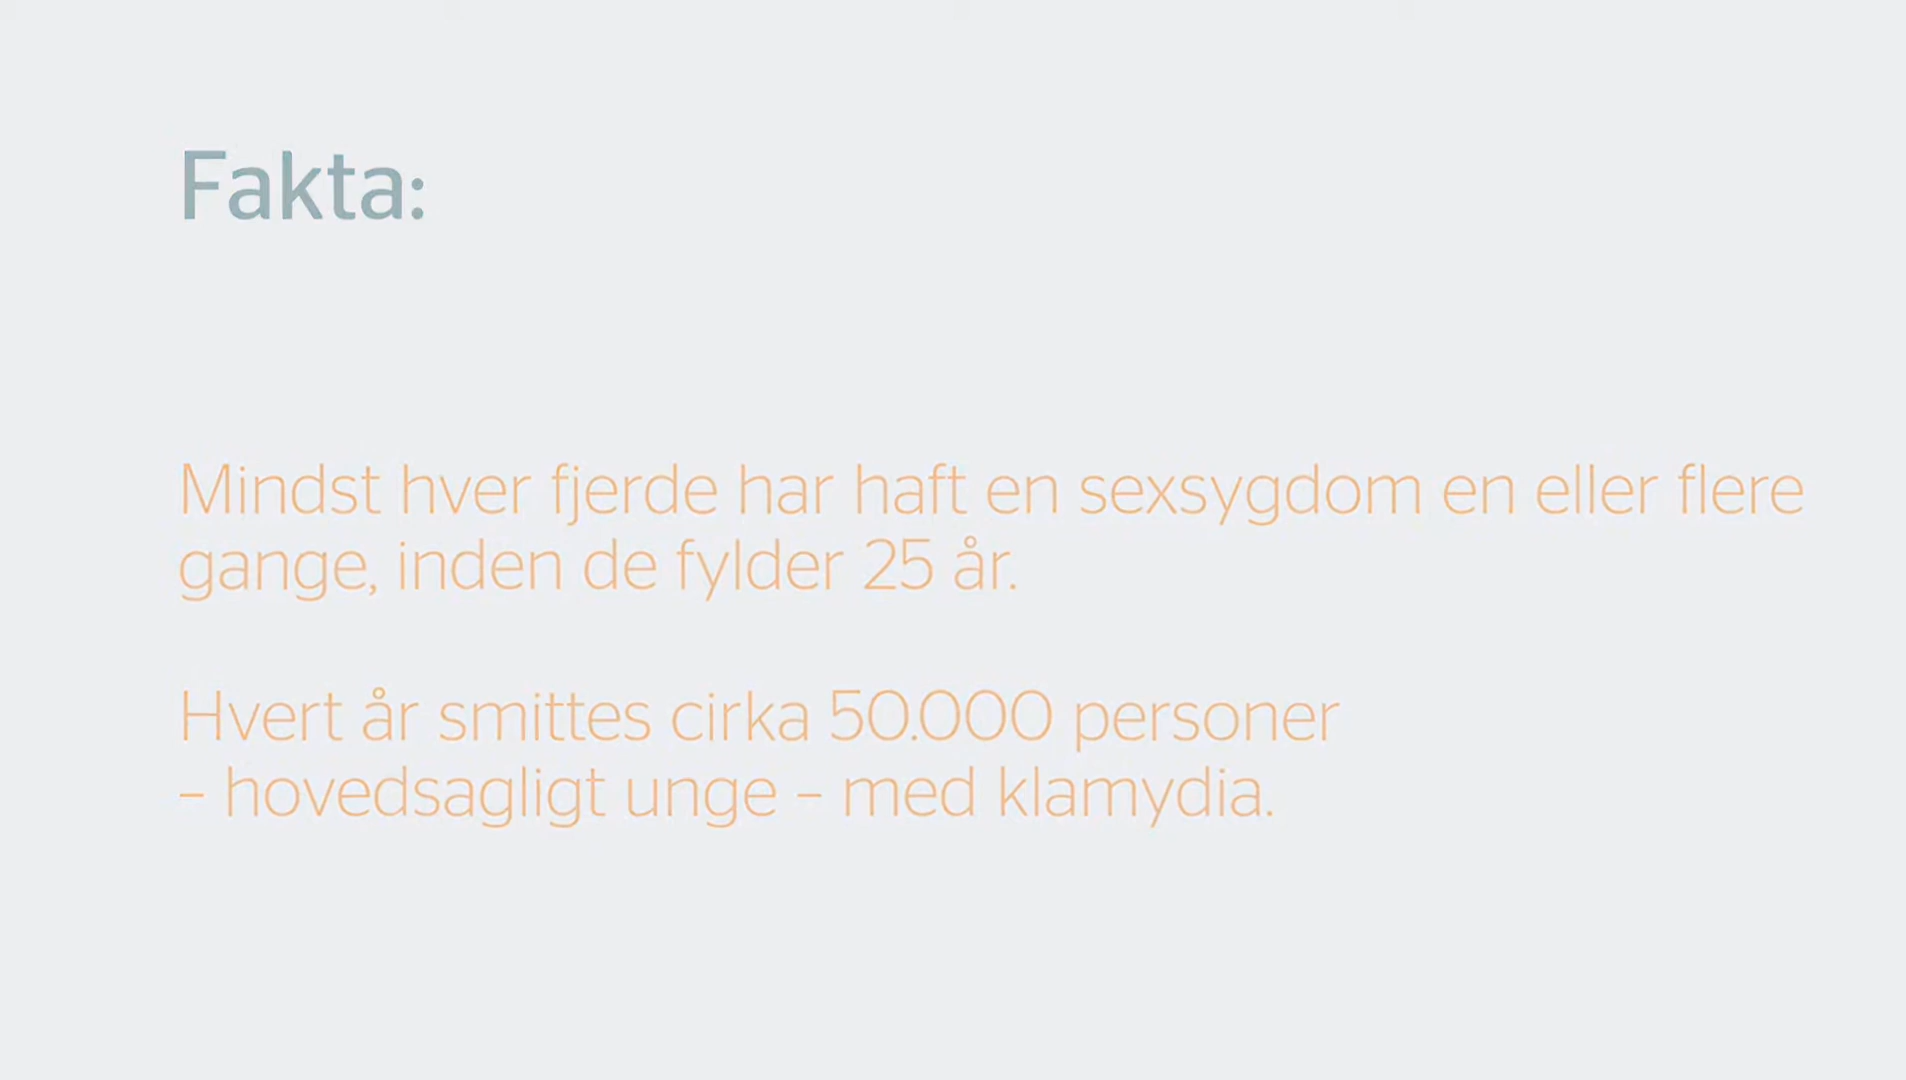 Fakta:
Mindst hver fjerde har haft en sexsygdom en eller flere
gange, inden de fylder 25 år.
Hvert år smittes cirka 50.000 personer
– hovedsagligt unge – med klamydia.